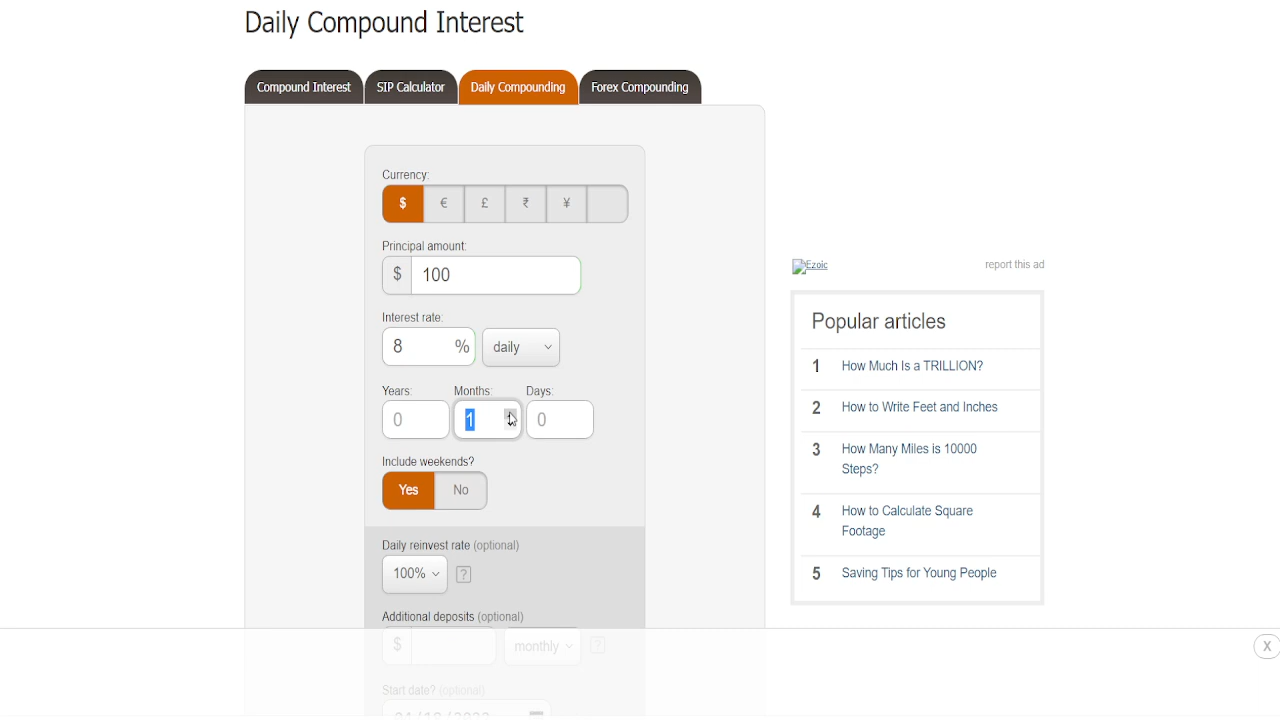 Daily Compound Interest
Compound Interest SIP Calculator Daily Compounding Forex Compounding
Currency:
$ € £ ₹ ¥
Principal amount:
$ 100
Interest rate:
8 % daily
Years: Months: Days:
0 1 0
Include weekends?
Yes No
Daily reinvest rate (optional)
100% ?
Additional deposits (optional)
$ monthly ?
Start date? (optional)
Ezoic report this ad
Popular articles
1 How Much Is a TRILLION?
2 How to Write Feet and Inches
3 How Many Miles is 10000
Steps?
4 How to Calculate Square
Footage
5 Saving Tips for Young People
X